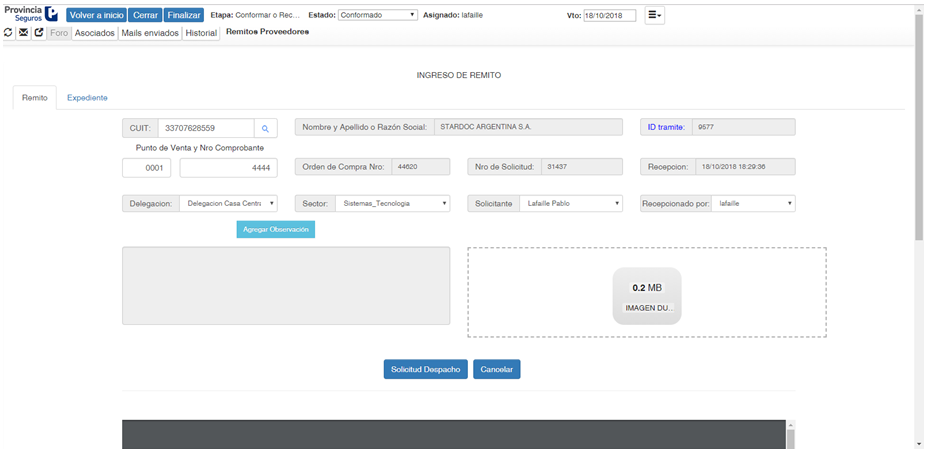 Provincia Seguros
Volver a inicio Cerrar Finalizar Etapa: Conformar o Rec... Estado: Conformado Asignado: lafaille Vto: 18/10/2018
Foro Asociados Mails enviados Historial Remitos Proveedores
INGRESO DE REMITO
Remito Expediente
CUIT: 33707628559 Nombre y Apellido o Razón Social: STARDOC ARGENTINA S.A. ID tramite: 9577
Punto de Venta y Nro Comprobante
0001 4444 Orden de Compra Nro: 44620 Nro de Solicitud: 31437 Recepcion: 18/10/2018 18:29:36
Delegacion: Delegacion Casa Centra Sector: Sistemas_Tecnologia Solicitante Lafaille Pablo Recepcionado por: lafaille
Agregar Observación
0.2 MB
IMAGEN DU...
Solicitud Despacho Cancelar